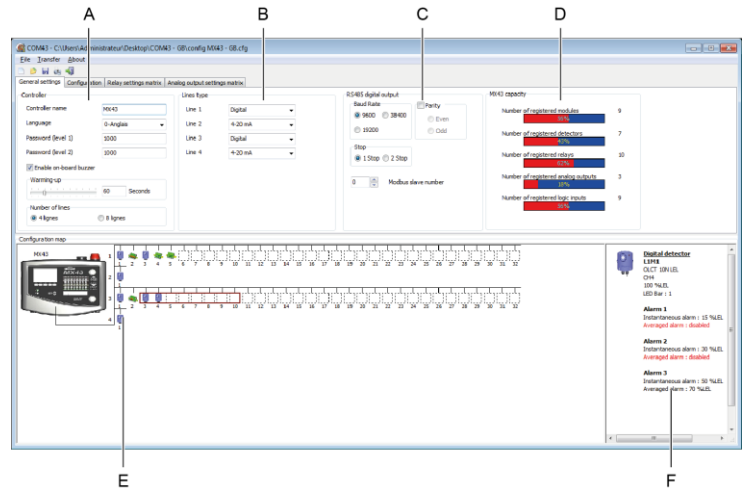 A B C D
COM43 - C:\Users\Administrateur\Desktop\COM43 - GB\config MX43 - GB.cfg
File Transfer About
General settings Configuration Relay settings matrix Analog output settings matrix
Controller
Controller name MX43
Language 0-Anglais
Password (level 1) 1000
Password (level 2) 1000
Enable on-board buzzer
Warming-up
60 Seconds
Number of lines
4 lignes 8 lignes
Lines type
Line 1 Digital
Line 2 4-20 mA
Line 3 Digital
Line 4 4-20 mA
RS485 digital output
Baud Rate
9600 38400
19200
Parity
Even
Odd
Stop
1 Stop 2 Stop
0 Modbus slave number
MX43 capacity
Number of registered modules 9
Number of registered detectors 7
43%
Number of registered relays 10
Number of registered analog outputs 3
18%
Number of registered logic inputs 9
Configuration map
MX43
1
2 3 4 5 6 7 8 9 10 11 12 13 14 15 16 17 18 19 20 21 22 23 24 25 26 27 28 29 30 31 32
2
1
3
2 3 4 5 6 7 8 9 10 11 12 13 14 15 16 17 18 19 20 21 22 23 24 25 26 27 28 29 30 31 32
4
1
Digital detector
L1M1
OLCT 10N LEL
CH4
100 %LEL
LED Bar : 1
Alarm 1
Instantaneous alarm : 15 %LEL
Averaged alarm : disabled
Alarm 2
Instantaneous alarm : 30 %LEL
Averaged alarm : disabled
Alarm 3
Instantaneous alarm : 50 %LEL
Averaged alarm : 70 %LEL
E F